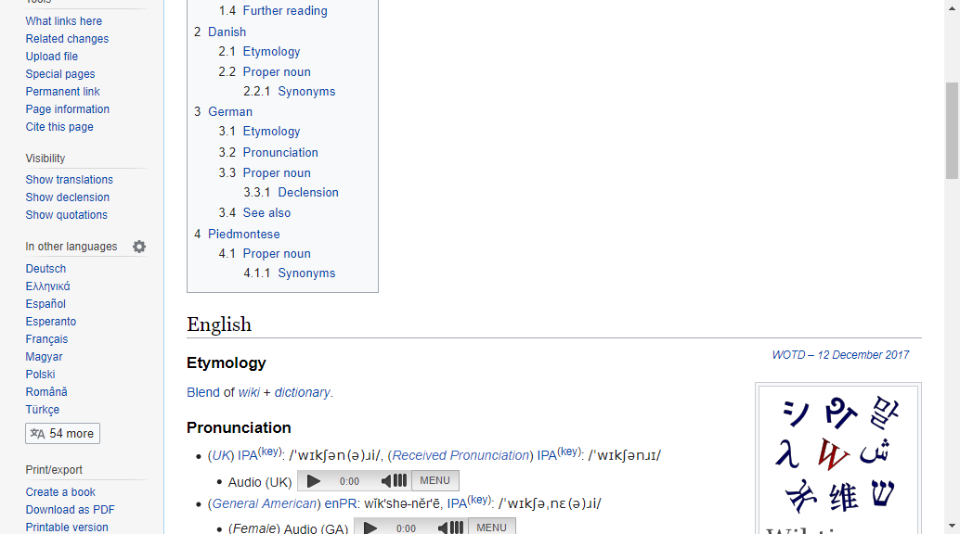 Tools
What links here
Related changes
Upload file
Special pages
Permanent link
Page information
Cite this page
Visibility
Show translations
Show declension
Show quotations
In other languages
Deutsch
Ελληνικά
Español
Esperanto
Français
Magyar
Polski
Română
Türkçe
54 more
Print/export
Create a book
Download as PDF
Printable version
1.4 Further reading
2 Danish
2.1 Etymology
2.2 Proper noun
2.2.1 Synonyms
3 German
3.1 Etymology
3.2 Pronunciation
3.3 Proper noun
3.3.1 Declension
3.4 See also
4 Piedmontese
4.1 Proper noun
4.1.1 Synonyms
English
Etymology
WOTD – 12 December 2017
Blend of wiki + dictionary.
Pronunciation
• (UK) IPA(key): /ˈwɪkʃən(ə)ɹi/, (Received Pronunciation) IPA(key): /ˈwɪkʃənɹɪ/
• Audio (UK) 0:00 MENU
• (General American) enPR: wĭk'shə-nĕr'ē, IPA(key): /ˈwɪkʃəˌnɛ(ə)ɹi/
• (Female) Audio (GA) 0:00 MENU
シ 말
λ W ش
维 ש